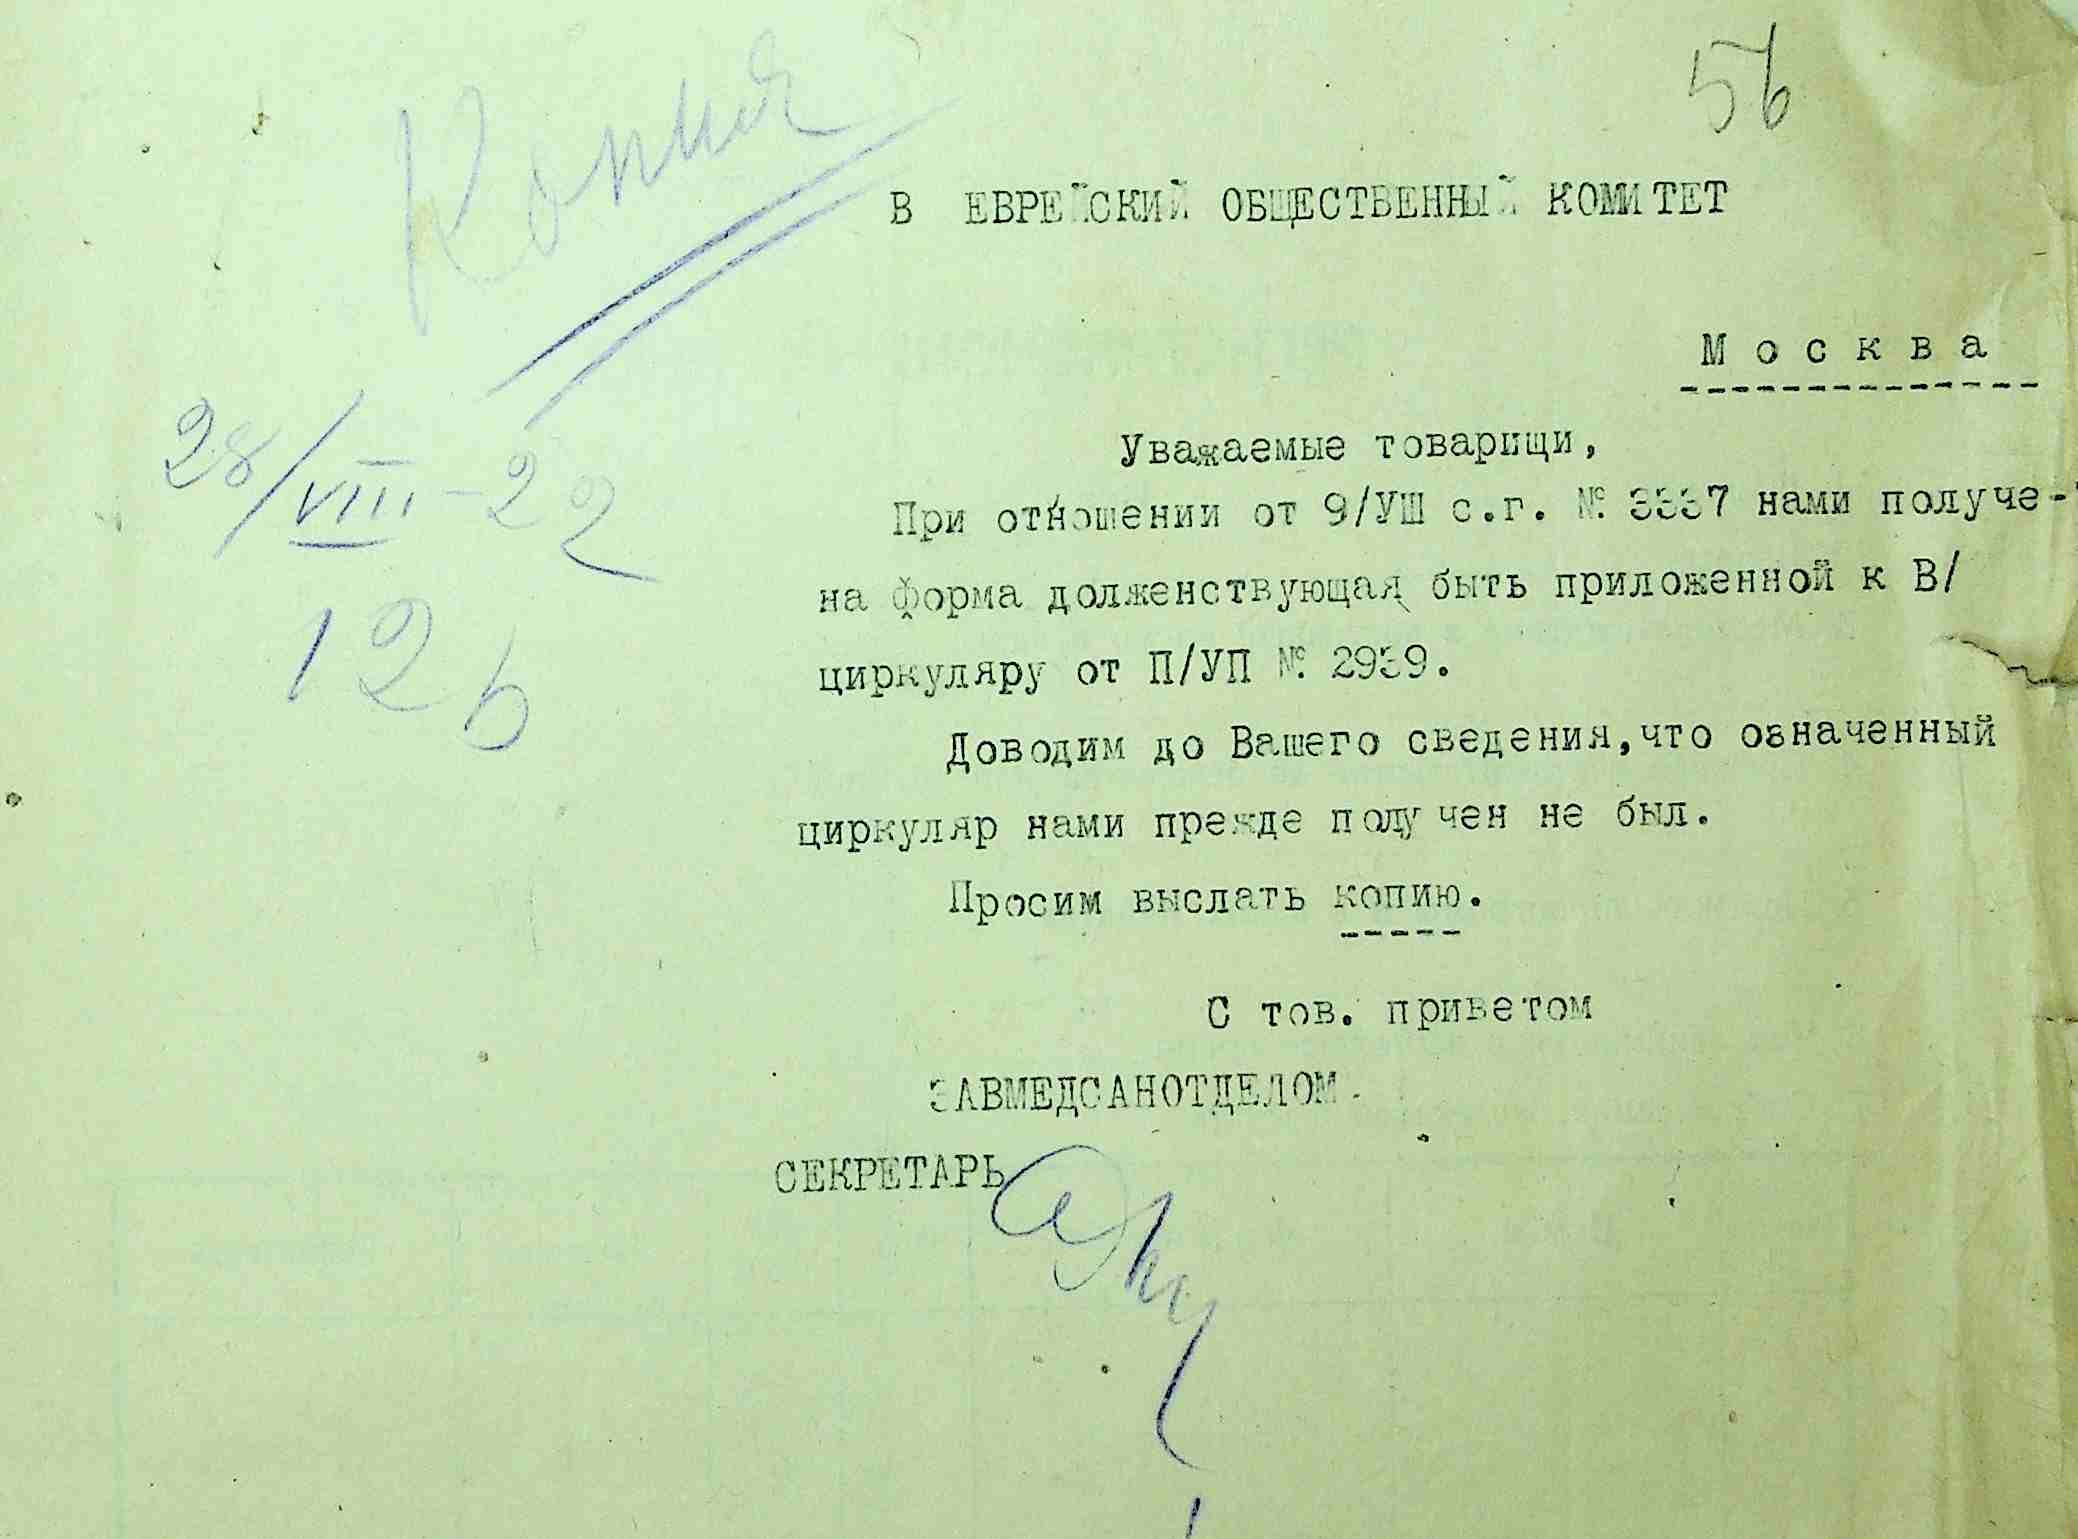 56
Копия
В ЕВРЕЙСКИЙ ОБЩЕСТВЕННЫЙ КОМИТЕТ
Москва
28/VIII-22
126
Уважаемые товарищи,
При отношении от 9/УШ с.г. № 3337 нами получе-
на форма долженствующая быть приложенной к В/
циркуляру от П/УП № 2939.
Доводим до Вашего сведения, что означенный
циркуляр нами прежде получен не был.
Просим выслать копию.
С тов. приветом
ЗАВМЕДСАНОТДЕЛОМ.
СЕКРЕТАРЬ